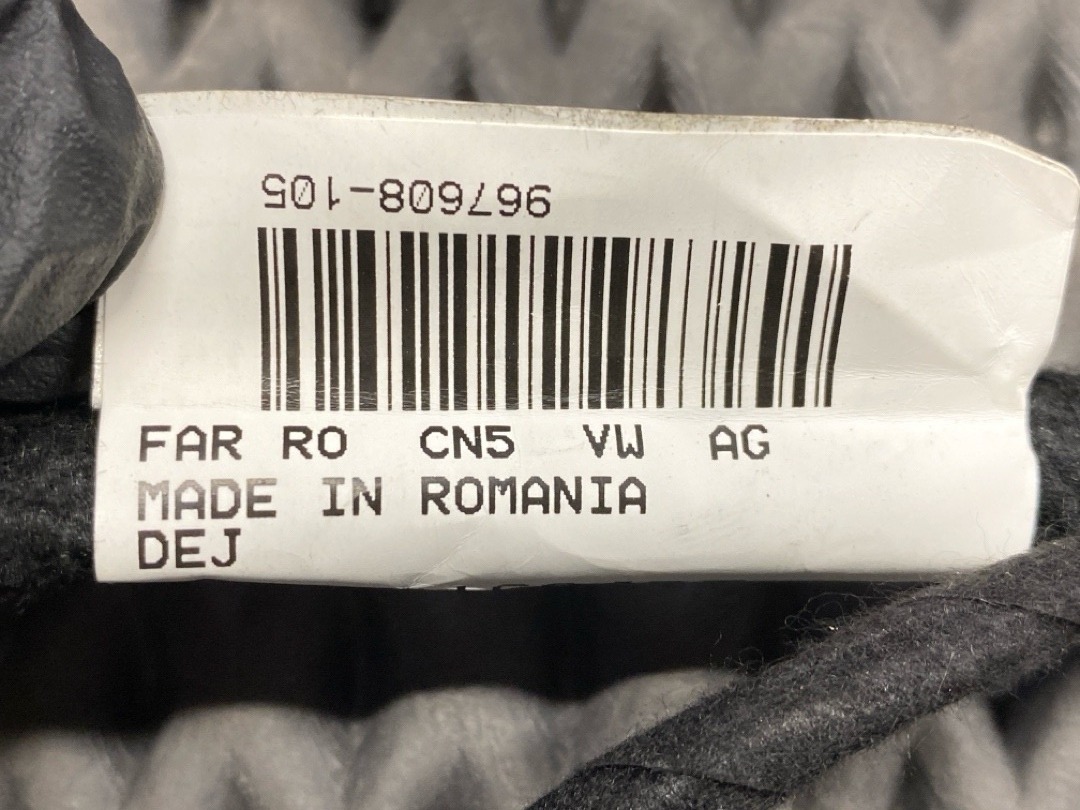 967608-105
FAR RO CN5 VW AG
MADE IN ROMANIA
DEJ